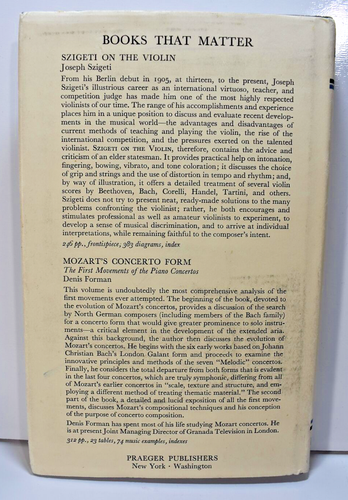 BOOKS THAT MATTER
SZIGETI ON THE VIOLIN
Joseph Szigeti
From his Berlin debut in 1905, at thirteen, to the present, Joseph
Szigeti's illustrious career as an international virtuoso, teacher, and
competition judge has made him one of the most highly respected
violinists of our time. The range of his accomplishments and experience
places him in a unique position to discuss and evaluate recent develop-
ments in the musical world—the advantages and disadvantages of
current methods of teaching and playing the violin, the rise of the
international competition, and the pressures exerted on the talented
violinist. SZIGETI ON THE VIOLIN, therefore, contains the advice and
criticism of an elder statesman. It provides practical help on intonation,
fingering, bowing, vibrato, and tone coloration; it discusses the choice
of grip and strings and the use of distortion in tempo and rhythm; and,
by way of illustration, it offers a detailed treatment of several violin
scores by Beethoven, Bach, Corelli, Handel, Tartini, and others.
Szigeti does not try to present neat, ready-made solutions to the many
problems confronting the violinist; rather, he both encourages and
stimulates professional as well as amateur violinists to experiment, to
develop a sense of musical discrimination, and to arrive at individual
interpretations, while remaining faithful to the composer's intent.
246 pp., frontispiece, 383 diagrams, index
MOZART'S CONCERTO FORM
The First Movements of the Piano Concertos
Denis Forman
This volume is undoubtedly the most comprehensive analysis of the
first movements ever attempted. The beginning of the book, devoted to
the evolution of Mozart's concertos, provides a discussion of the search
by North German composers (including members of the Bach family)
for a concerto form that would give greater prominence to solo instru-
ments—a critical element in the development of the extended aria.
Against this background, the author then discusses the evolution of
Mozart's concertos. He begins with the six early works based on Johann
Christian Bach's London Galant form and proceeds to examine the
innovative principles and methods of the seven "Melodic" concertos.
Finally, he considers the total departure from both forms that is evident
in the last four concertos, which are truly symphonic, differing from all
of Mozart's earlier concertos in "scale, texture and structure, and em-
ploying a different method of treating thematic material." The second
part of the book, a detailed and lucid exposition of all the first move-
ments, discusses Mozart's compositional techniques and his conception
of the purpose of concerto composition.
Denis Forman has spent most of his life studying Mozart concertos. He
is at present Joint Managing Director of Granada Television in London.
312 pp., 23 tables, 74 music examples, indexes
PRAEGER PUBLISHERS
New York · Washington